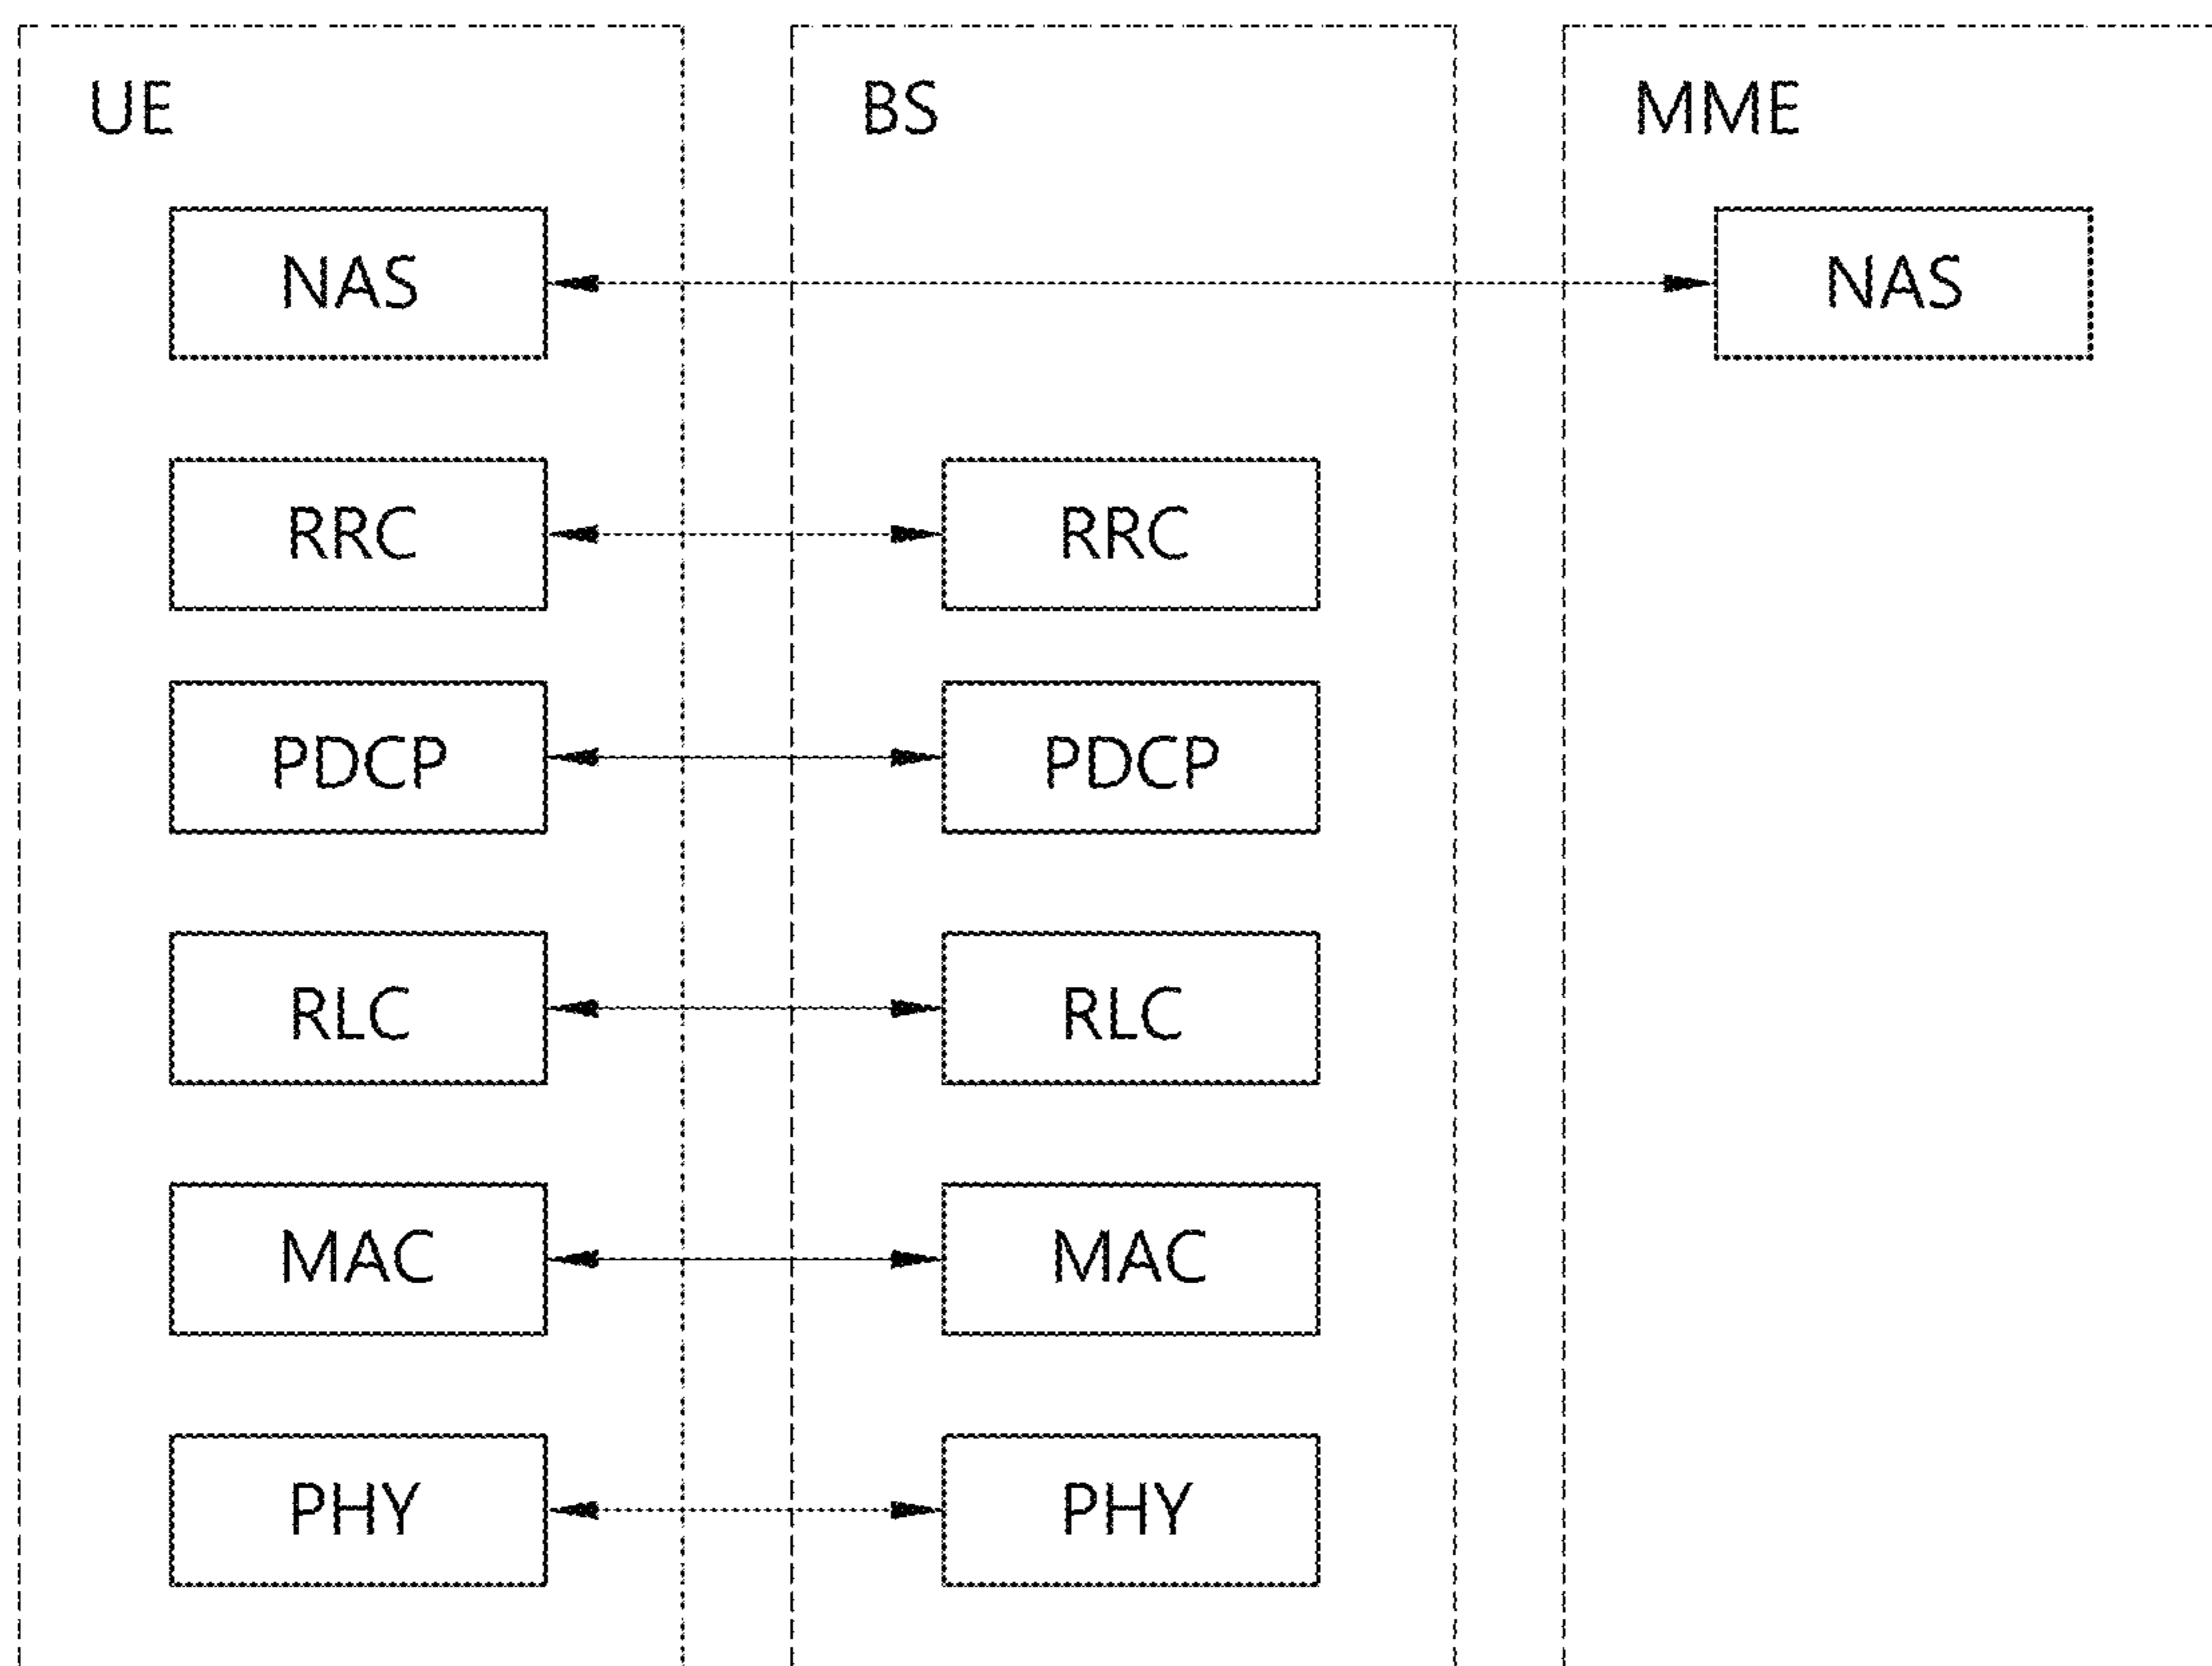 UE BS MME
NAS NAS
RRC RRC
PDCP PDCP
RLC RLC
MAC MAC
PHY PHY